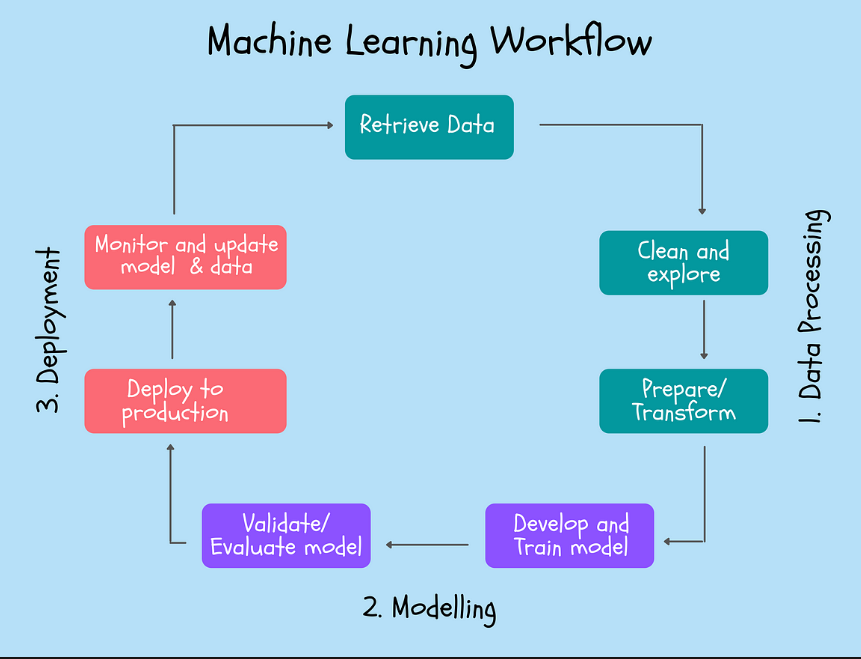 Machine Learning Workflow
Retrieve Data
Clean and
explore
Prepare/
Transform
1. Data Processing
Develop and
Train model
Validate/
Evaluate model
2. Modelling
Deploy to
production
Monitor and update
model & data
3. Deployment